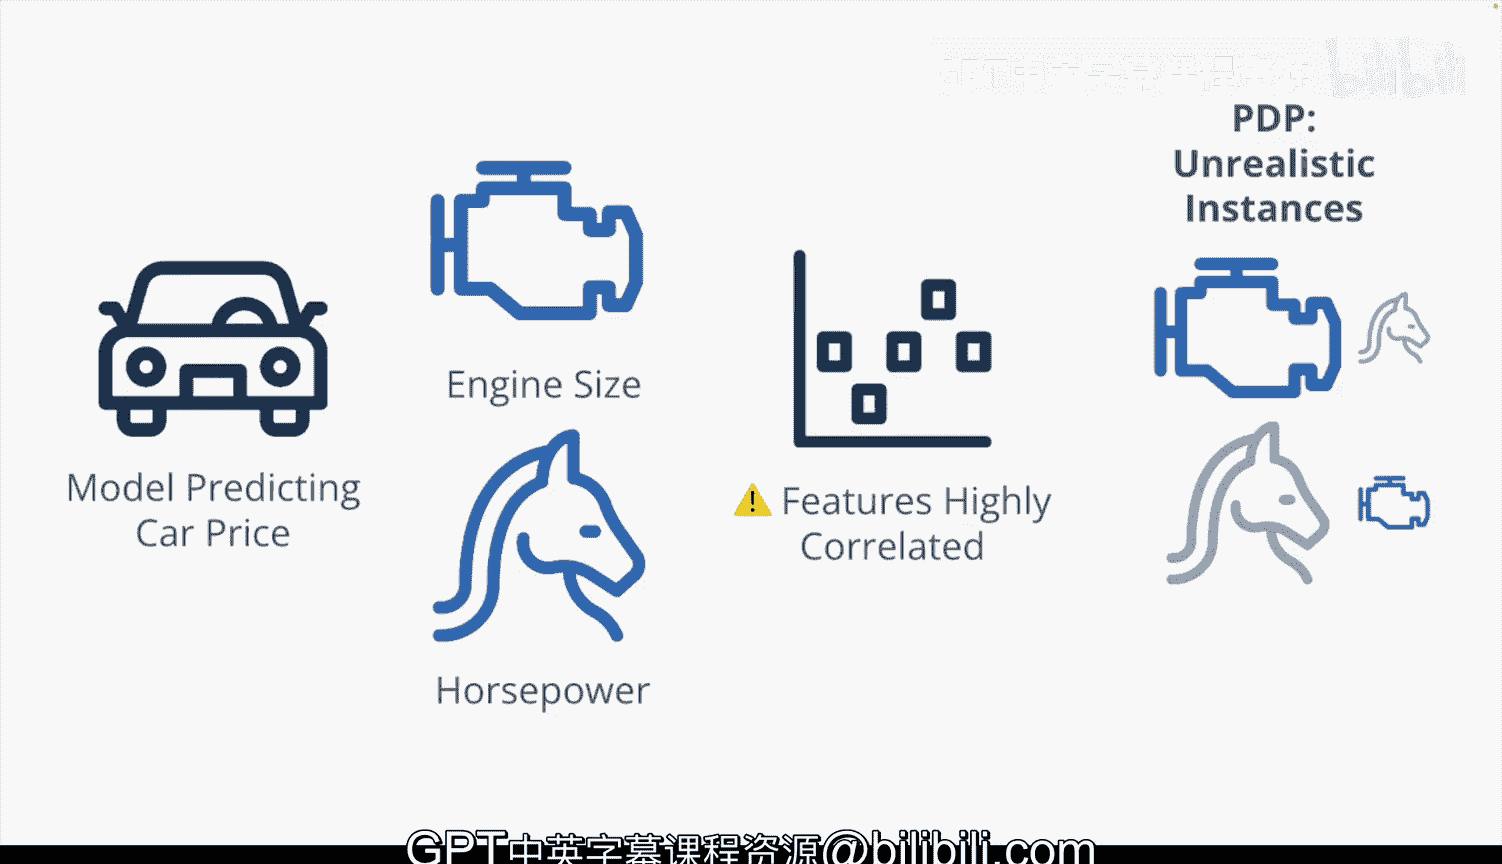 PDP:
Unrealistic
Instances
Engine Size
Model Predicting
Car Price
Features Highly
Correlated
Horsepower
GPT中英字幕课程资源@bilibili.com